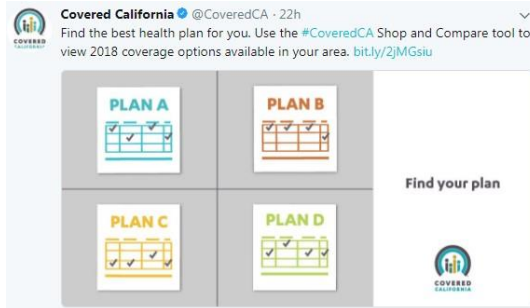 COVERED
CALIFORNIA
Covered California @CoveredCA · 22h
Find the best health plan for you. Use the #CoveredCA Shop and Compare tool to
view 2018 coverage options available in your area. bit.ly/2jMGsiu
PLAN A
PLAN B
PLAN C
PLAN D
Find your plan
COVERED
CALIFORNIA